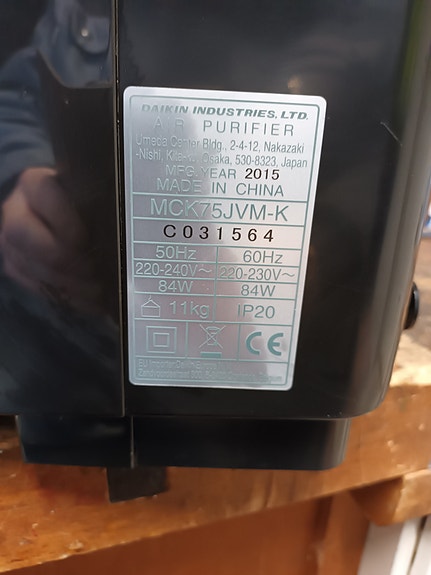 DAIKIN INDUSTRIES, LTD.
AIR PURIFIER
Umeda Center Bldg., 2-4-12, Nakazaki
-Nishi, Kita-ku, Osaka, 530-8323, Japan
MFG.YEAR 2015
MADE IN CHINA
MCK75JVM-K
C031564
50Hz 60Hz
220-240V～ 220-230V～
84W 84W
11kg IP20
CE